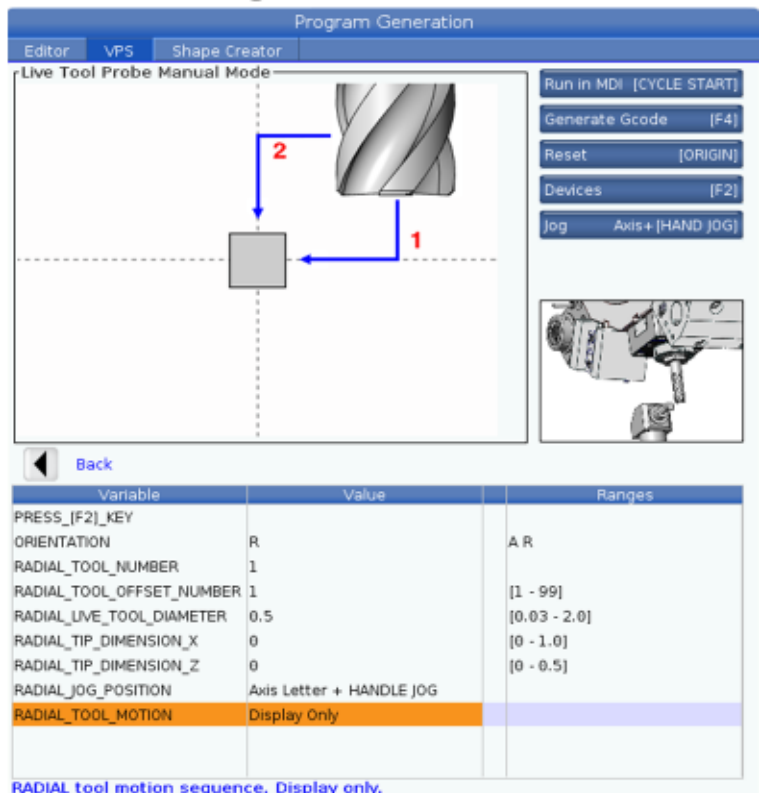 Program Generation
Editor VPS Shape Creator
Live Tool Probe Manual Mode
Run in MDI [CYCLE START]
Generate Gcode [F4]
Reset [ORIGIN]
Devices [F2]
Jog Axis+[HAND JOG]
2
1
Back
Variable Value Ranges
PRESS_[F2]_KEY
ORIENTATION R A R
RADIAL_TOOL_NUMBER 1
RADIAL_TOOL_OFFSET_NUMBER 1 [1 - 99]
RADIAL_LIVE_TOOL_DIAMETER 0.5 [0.03 - 2.0]
RADIAL_TIP_DIMENSION_X 0 [0 - 1.0]
RADIAL_TIP_DIMENSION_Z 0 [0 - 0.5]
RADIAL_JOG_POSITION Axis Letter + HANDLE JOG
RADIAL_TOOL_MOTION Display Only
RADIAL tool motion sequence. Display only.